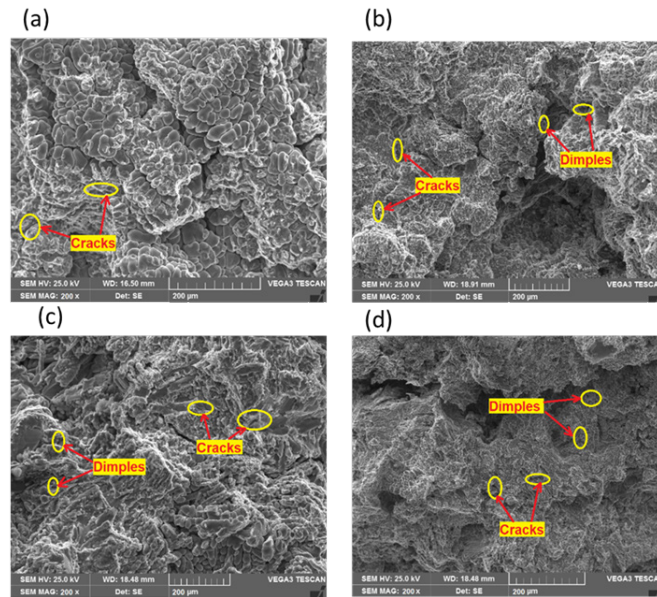 (a)
Cracks
SEM HV: 25.0 kV
WD: 16.50 mm
VEGA3 TESCAN
SEM MAG: 200 x
Det: SE
200 µm
(b)
Dimples
Cracks
SEM HV: 25.0 kV
WD: 18.91 mm
VEGA3 TESCAN
SEM MAG: 200 x
Det: SE
200 µm
(c)
Cracks
Dimples
SEM HV: 25.0 kV
WD: 18.48 mm
VEGA3 TESCAN
SEM MAG: 200 x
Det: SE
200 µm
(d)
Dimples
Cracks
SEM HV: 25.0 kV
WD: 18.48 mm
VEGA3 TESCAN
SEM MAG: 200 x
Det: SE
200 µm